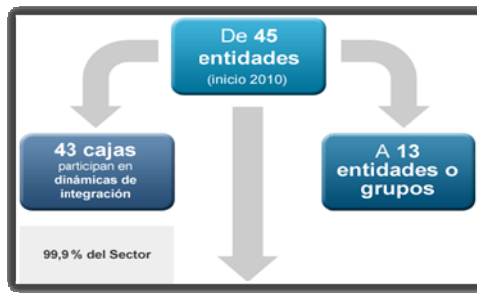 De 45
entidades
(inicio 2010)
43 cajas
participan en
dinámicas de
integración
A 13
entidades o
grupos
99,9% del Sector